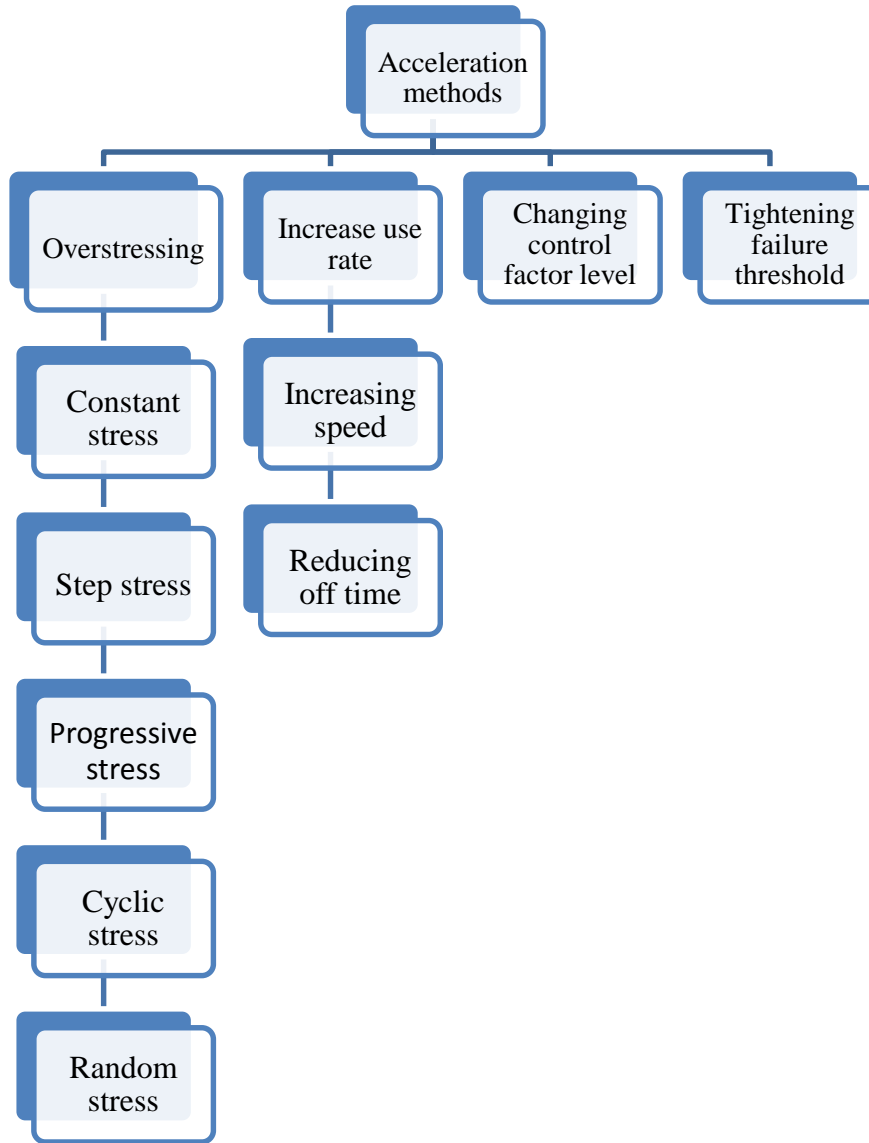 Acceleration
methods
Overstressing
Increase use
rate
Changing
control
factor level
Tightening
failure
threshold
Constant
stress
Increasing
speed
Step stress
Reducing
off time
Progressive
stress
Cyclic
stress
Random
stress